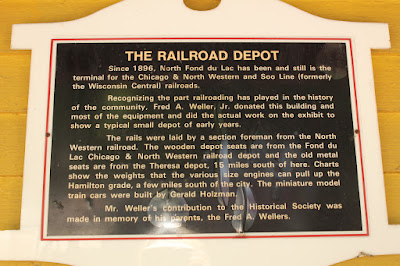 THE RAILROAD DEPOT
Since 1896, North Fond du Lac has been and still is the
terminal for the Chicago & North Western and Soo Line (formerly
the Wisconsin Central) railroads.
Recognizing the part railroading has played in the history
of the community, Fred A. Weller, Jr. donated this building and
most of the equipment and did the actual work on the exhibit to
show a typical small depot of early years.
The rails were laid by a section foreman from the North
Western railroad. The wooden depot seats are from the Fond du
Lac Chicago & North Western railroad depot and the old metal
seats are from the Theresa depot, 15 miles south of here. Charts
show the weights that the various size engines can pull up the
Hamilton grade, a few miles south of the city. The miniature model
train cars were built by Gerald Holzman.
Mr. Weller's contribution to the Historical Society was
made in memory of his parents, the Fred A. Wellers.